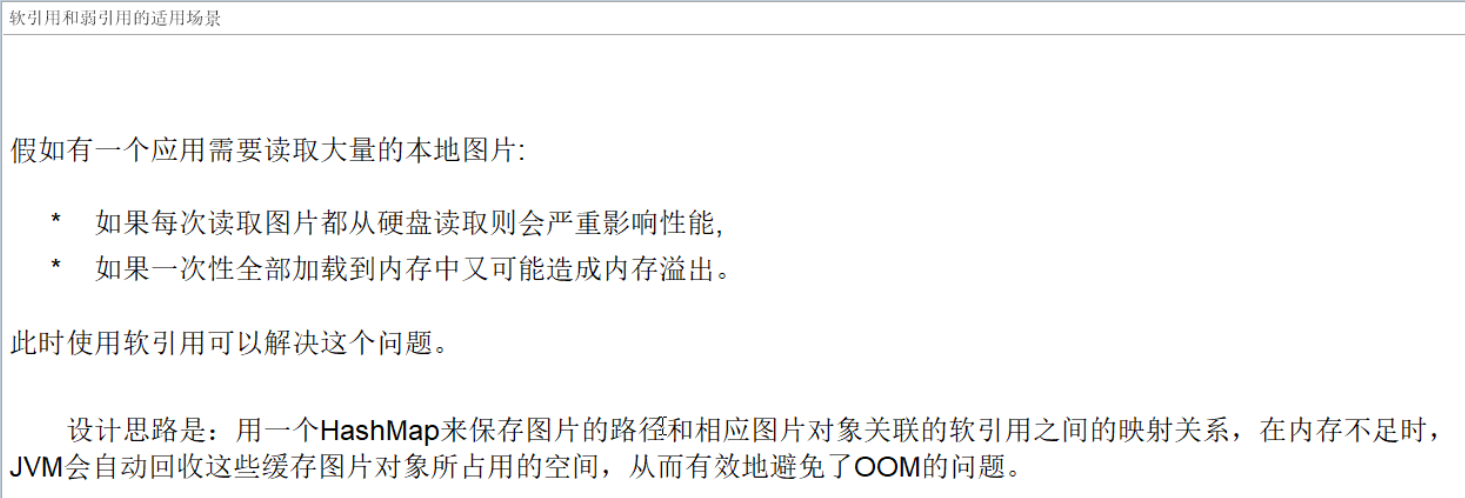 软引用和弱引用的适用场景
假如有一个应用需要读取大量的本地图片:
* 如果每次读取图片都从硬盘读取则会严重影响性能,
* 如果一次性全部加载到内存中又可能造成内存溢出。
此时使用软引用可以解决这个问题。
设计思路是：用一个HashMap来保存图片的路径和相应图片对象关联的软引用之间的映射关系，在内存不足时，
JVM会自动回收这些缓存图片对象所占用的空间，从而有效地避免了OOM的问题。